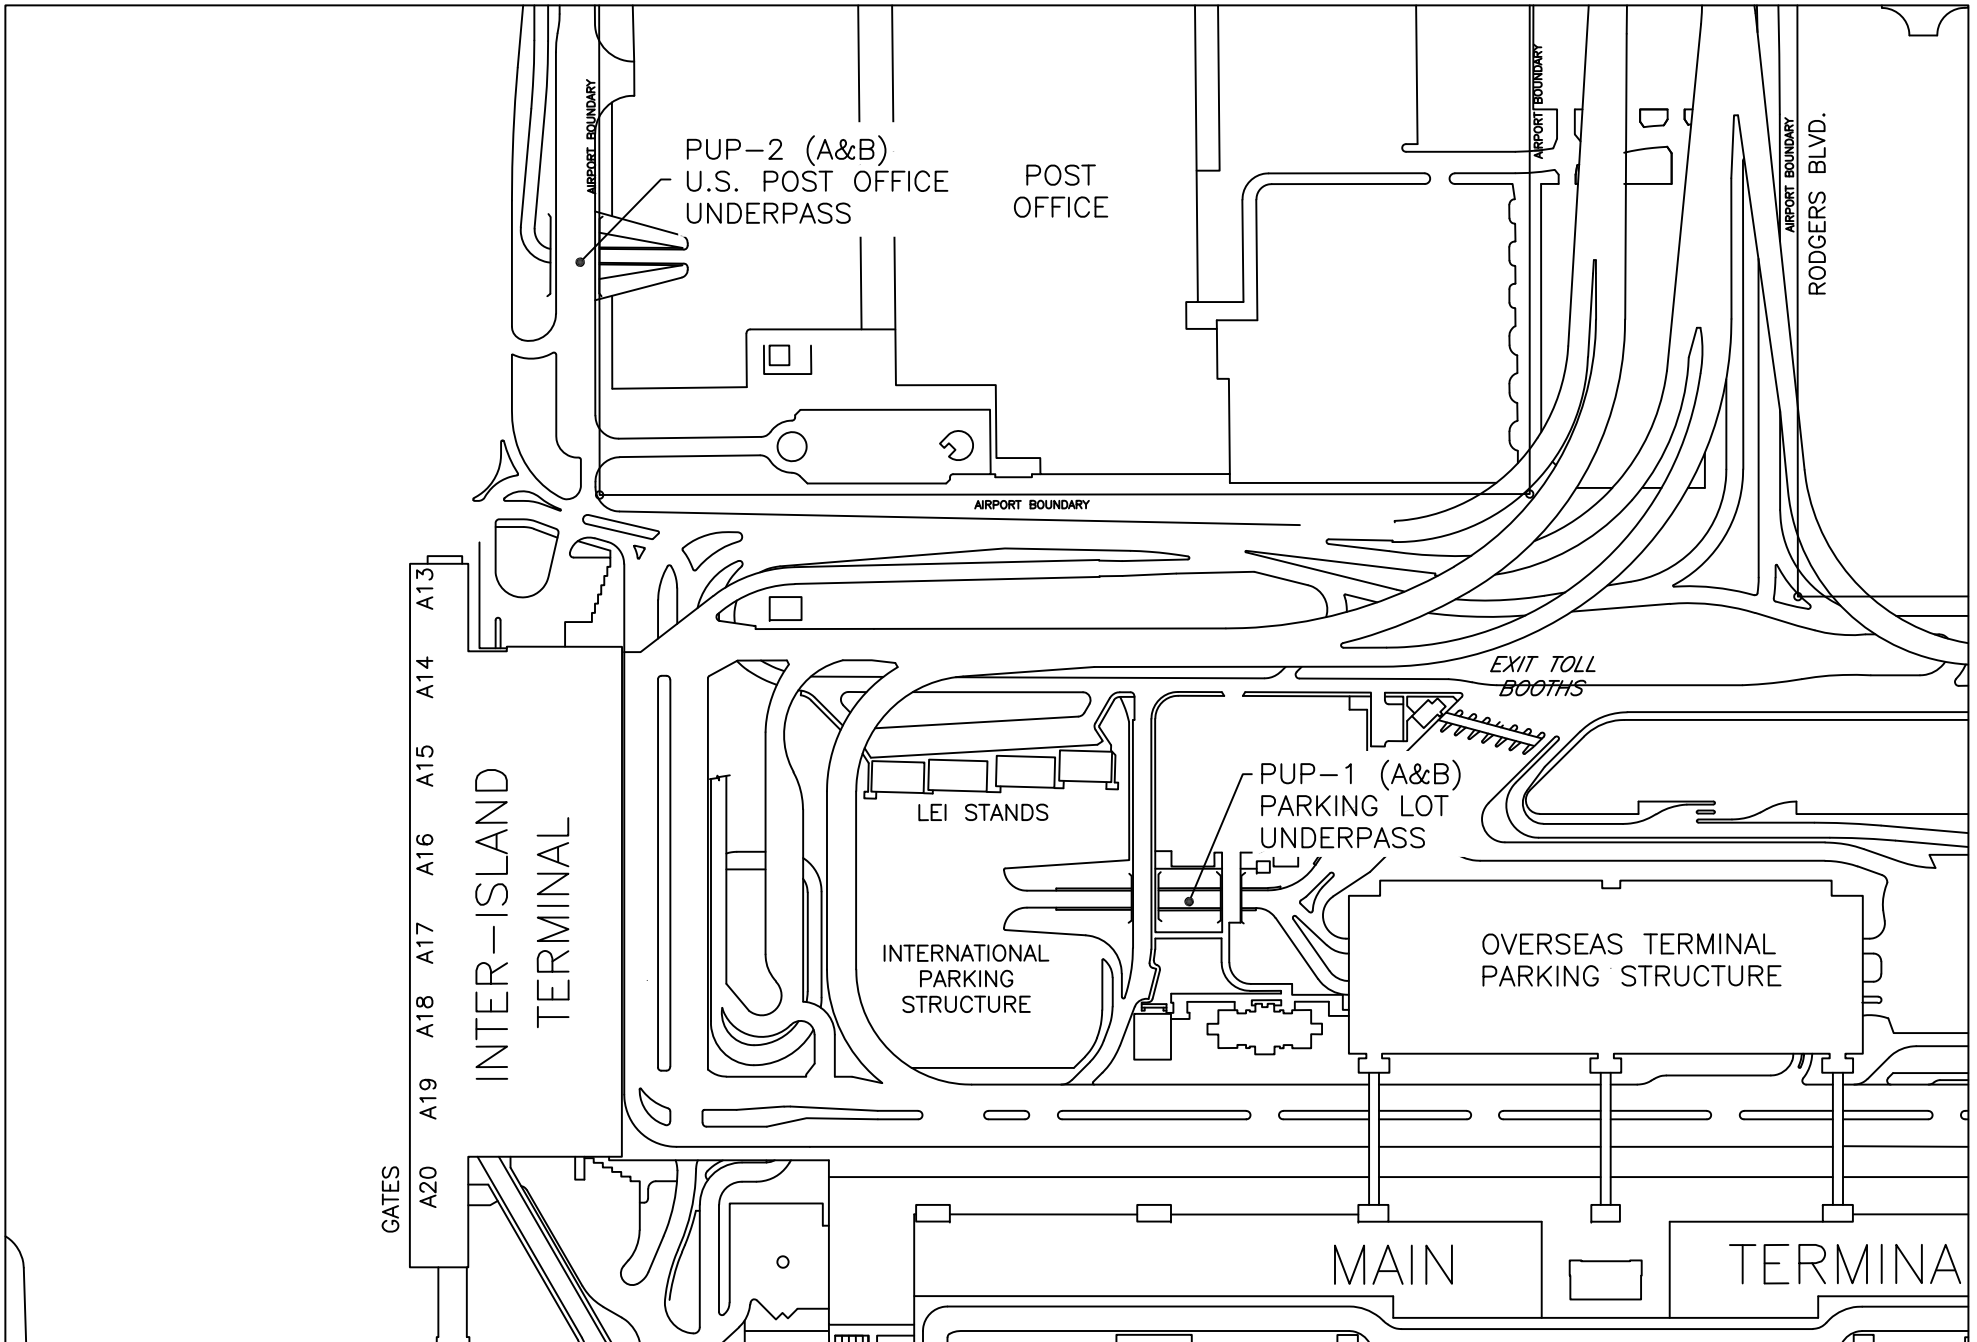 AIRPORT BOUNDARY
PUP-2 (A&B)
U.S. POST OFFICE
UNDERPASS
POST
OFFICE
AIRPORT BOUNDARY
AIRPORT BOUNDARY
RODGERS BLVD.
AIRPORT BOUNDARY
EXIT TOLL
BOOTHS
A13
A14
A15
A16
A17
A18
A19
A20
GATES
INTER-ISLAND
TERMINAL
LEI STANDS
PUP-1 (A&B)
PARKING LOT
UNDERPASS
INTERNATIONAL
PARKING
STRUCTURE
OVERSEAS TERMINAL
PARKING STRUCTURE
MAIN TERMINA